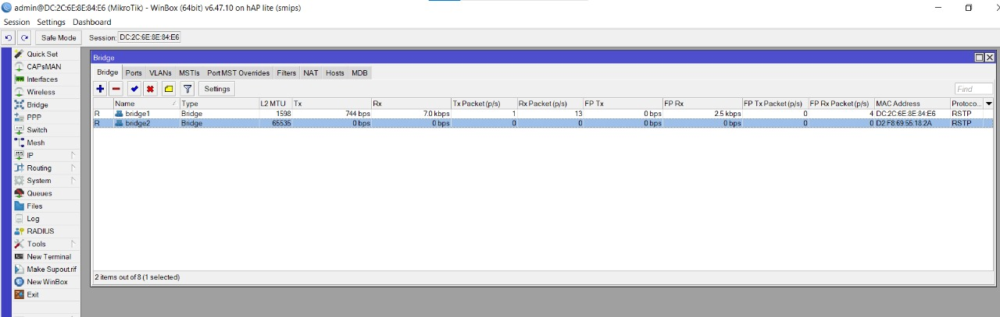 admin@DC:2C:6E:8E:84:E6 (MikroTik) - WinBox (64bit) v6.47.10 on hAP lite (smips)
Session Settings Dashboard
Safe Mode Session: DC:2C:6E:8E:84:E6
Quick Set
CAPsMAN
Interfaces
Wireless
Bridge
PPP
Switch
Mesh
IP
Routing
System
Queues
Files
Log
RADIUS
Tools
New Terminal
Make Supout.rif
New WinBox
Exit
Bridge
Bridge Ports VLANs MSTIs Port MST Overrides Filters NAT Hosts MDB
Settings Find
Name Type L2 MTU Tx Rx Tx Packet (p/s) Rx Packet (p/s) FP Tx FP Rx FP Tx Packet (p/s) FP Rx Packet (p/s) MAC Address Protoco...
R bridge1 Bridge 1598 744 bps 7.0 kbps 1 13 0 bps 2.5 kbps 0 4 DC:2C:6E:8E:84:E6 RSTP
R bridge2 Bridge 65535 0 bps 0 bps 0 0 0 bps 0 bps 0 0 D2:F8:69:55:18:2A RSTP
2 items out of 8 (1 selected)